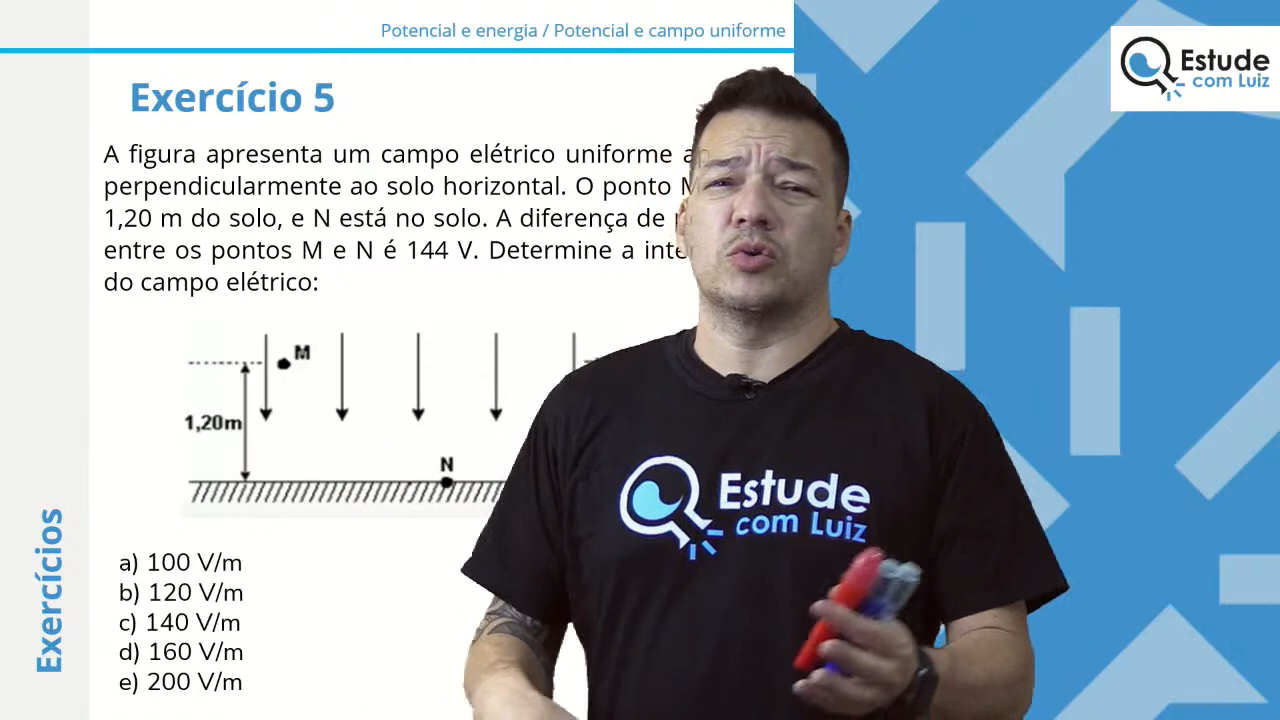 Potencial e energia / Potencial e campo uniforme
Estude
com Luiz
Exercício 5
A figura apresenta um campo elétrico uniforme
perpendicularmente ao solo horizontal. O ponto M
1,20 m do solo, e N está no solo. A diferença de
entre os pontos M e N é 144 V. Determine a
do campo elétrico:
M
1,20m
N
Estude
com Luiz
a) 100 V/m
b) 120 V/m
c) 140 V/m
d) 160 V/m
e) 200 V/m
Exercícios